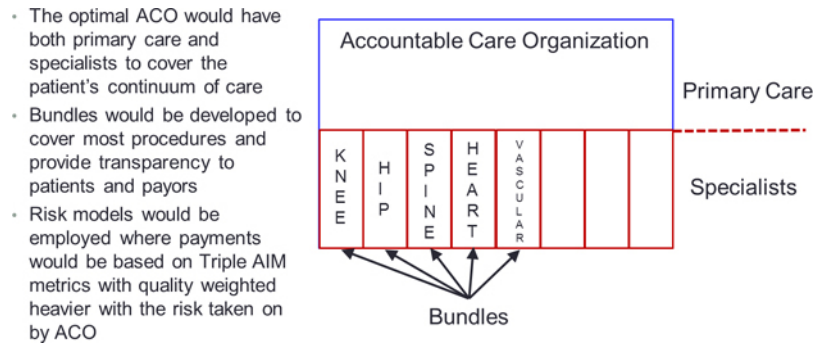 • The optimal ACO would have
both primary care and
specialists to cover the
patient's continuum of care
• Bundles would be developed to
cover most procedures and
provide transparency to
patients and payors
• Risk models would be
employed where payments
would be based on Triple AIM
metrics with quality weighted
heavier with the risk taken on
by ACO
Accountable Care Organization
Primary Care
KNEE
HIP
SPINE
HEART
VASCULAR
Specialists
Bundles